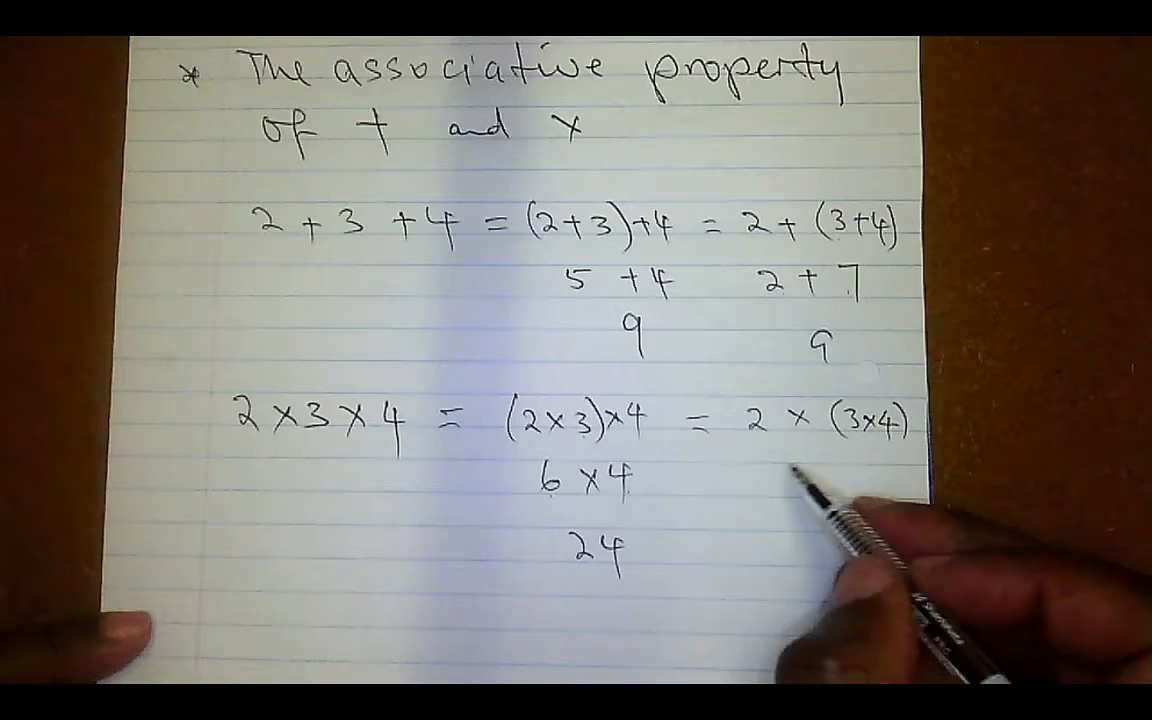 * The associative property
of + and ×
2 + 3 + 4 = (2+3)+4 = 2 + (3+4)
5 + 4 2 + 7
9 9
2 × 3 × 4 = (2×3)×4 = 2 × (3×4)
6 × 4
24